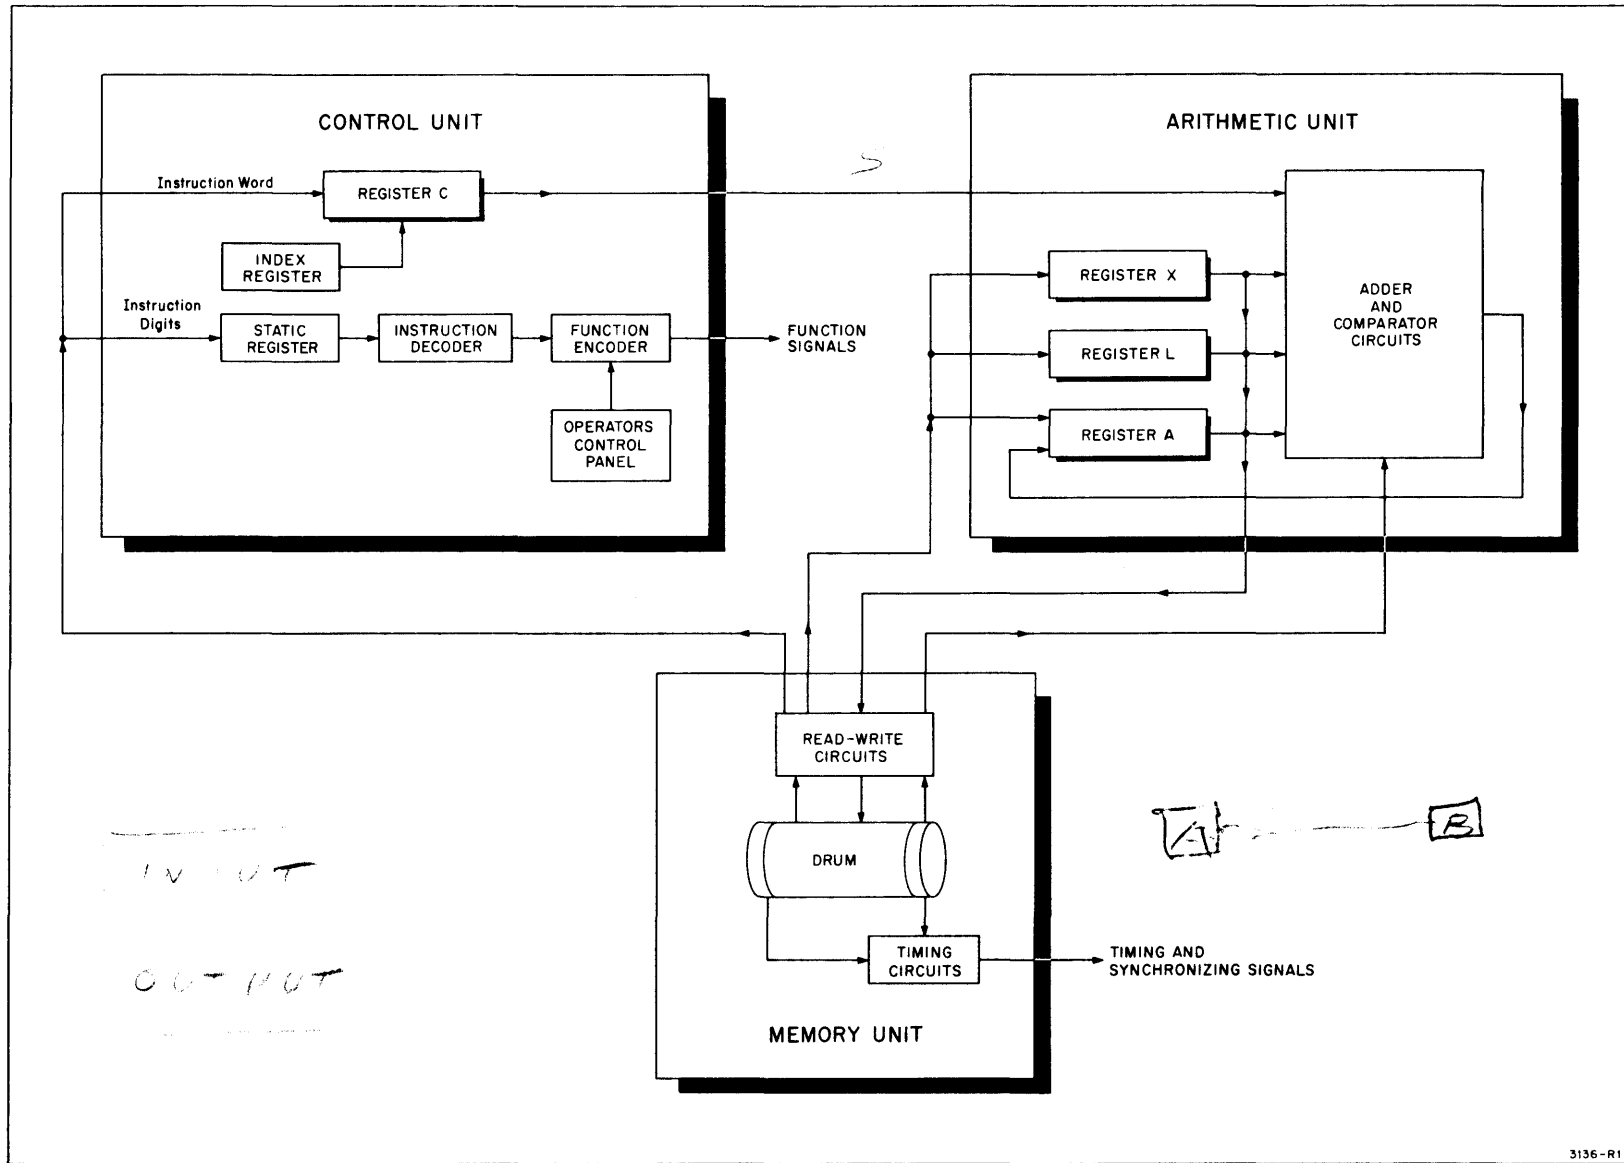 CONTROL UNIT
Instruction Word
REGISTER C
INDEX
REGISTER
Instruction
Digits
STATIC
REGISTER
INSTRUCTION
DECODER
FUNCTION
ENCODER
FUNCTION
SIGNALS
OPERATORS
CONTROL
PANEL
ARITHMETIC UNIT
REGISTER X
REGISTER L
REGISTER A
ADDER
AND
COMPARATOR
CIRCUITS
READ-WRITE
CIRCUITS
DRUM
TIMING
CIRCUITS
TIMING AND
SYNCHRONIZING SIGNALS
MEMORY UNIT
A
B
3136-R1